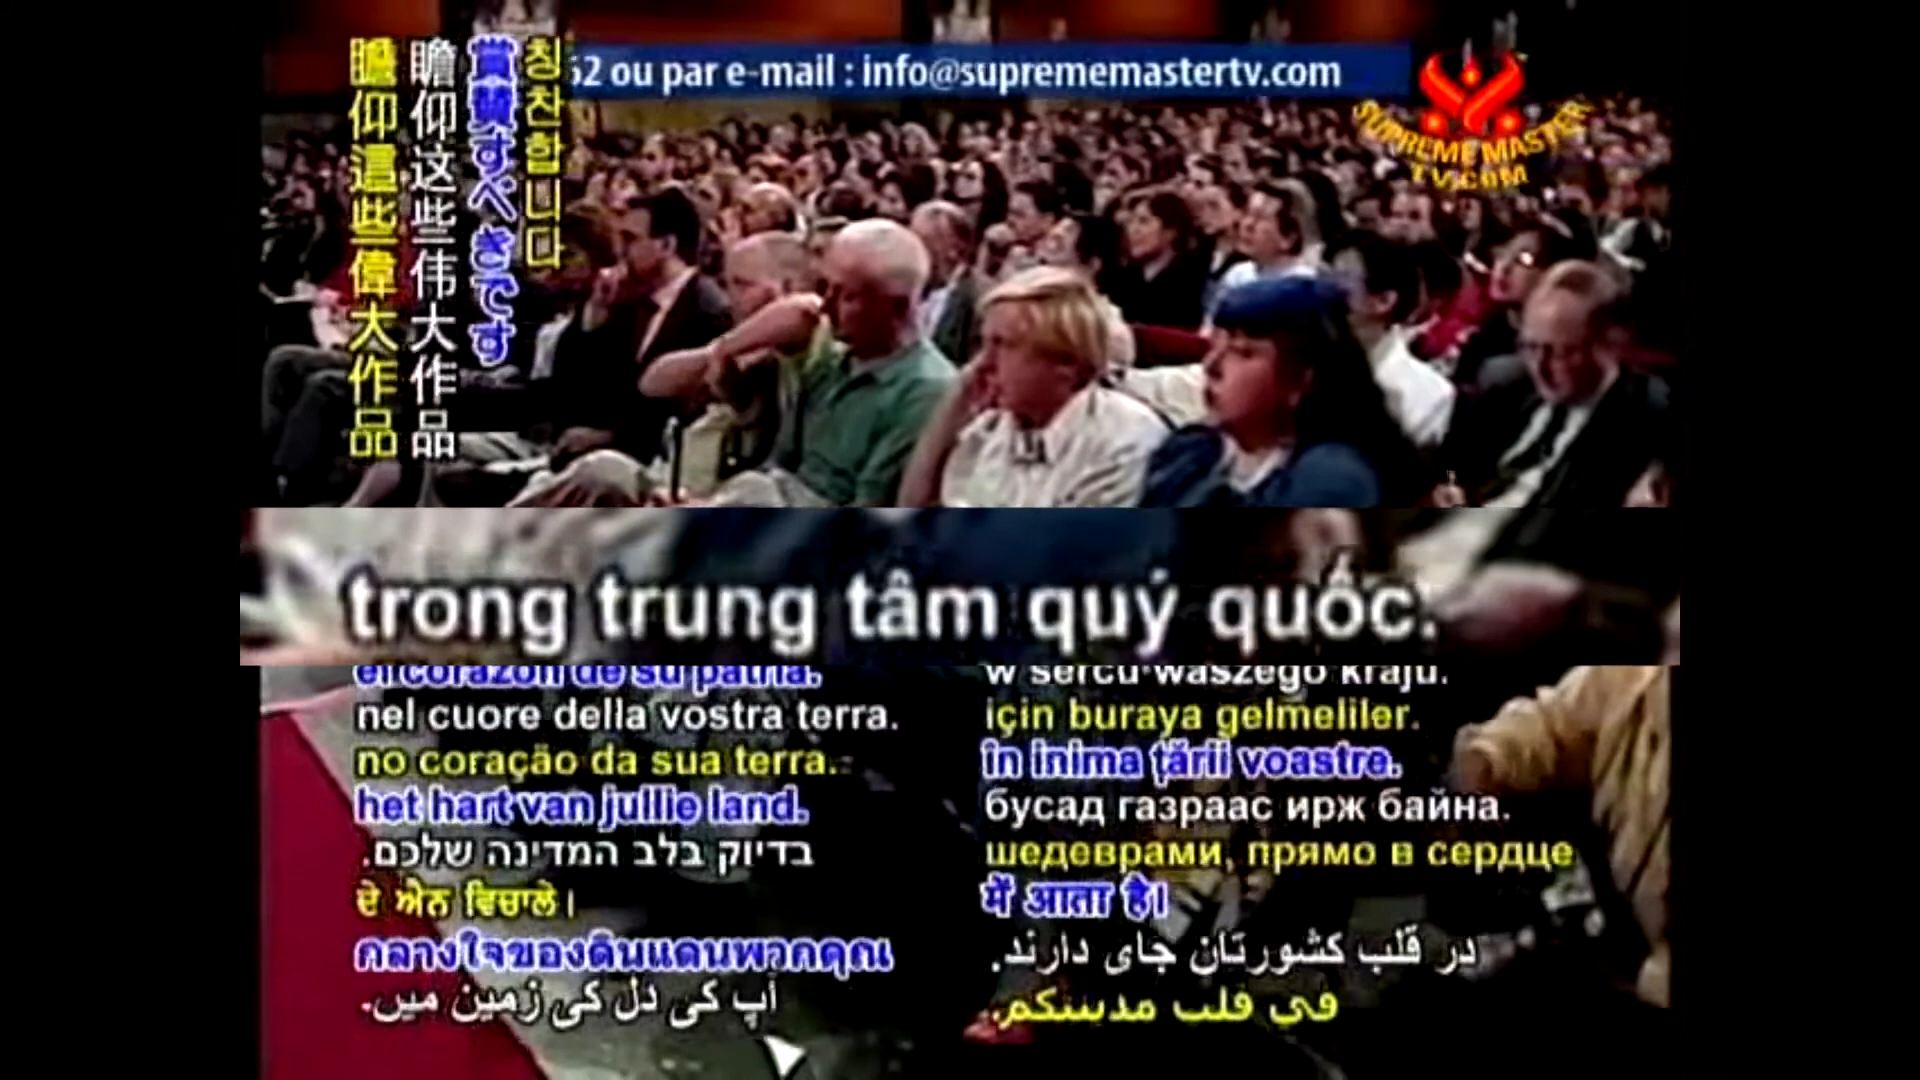 62 ou par e-mail : info@suprememastertv.com
SUPREME MASTER
TV.COM
칭찬합니다
賞賛すべきです
瞻仰这些伟大作品
瞻仰這些偉大作品
trong trung tâm quý quốc.
el corazón de su patria.
nel cuore della vostra terra.
no coração da sua terra.
het hart van jullie land.
בדיוק בלב המדינה שלכם.
ਦੇ ਐਨ ਵਿਚਾਲੇ।
กลางใจของดินแดนพวกคุณ
آپ کی دل کی زمین میں۔
w sercu waszego kraju.
için buraya gelmeliler.
în inima țării voastre.
бусад газраас ирж байна.
шедеврами, прямо в сердце
में आता है।
در قلب کشورتان جای دارند.
في قلب مدينتكم.